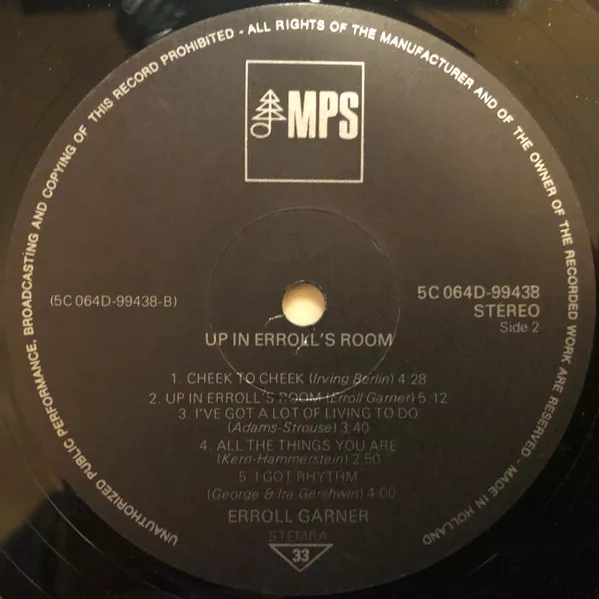 UNAUTHORIZED PUBLIC PERFORMANCE, BROADCASTING AND COPYING OF THIS RECORD PROHIBITED - ALL RIGHTS OF THE MANUFACTURER AND OF THE OWNER OF THE RECORDED WORK ARE RESERVED - MADE IN HOLLAND
MPS
(5C 064D-99438-B)
5C 064D-99438
STEREO
Side 2
UP IN ERROLL'S ROOM
1. CHEEK TO CHEEK (Irving Berlin) 4:28
2. UP IN ERROLL'S ROOM (Erroll Garner) 5:12
3. I'VE GOT A LOT OF LIVING TO DO
(Adams-Strouse) 3:40
4. ALL THE THINGS YOU ARE
(Kern-Hammerstein) 2:50
5. I GOT RHYTHM
(George & Ira Gershwin) 4:00
ERROLL GARNER
STEMRA
33